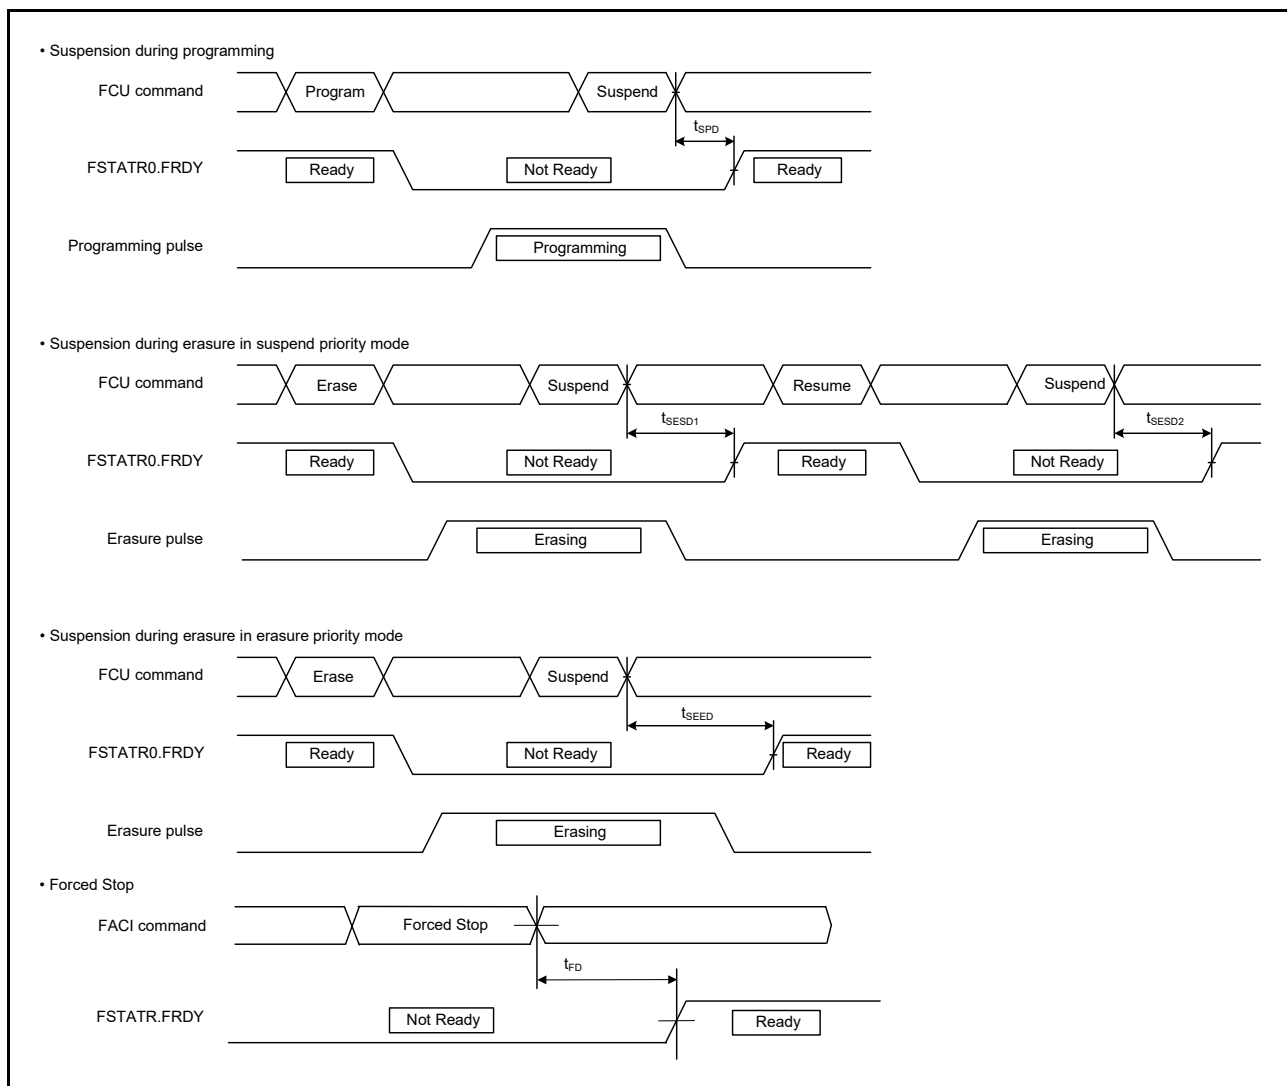 • Suspension during programming
FCU command Program Suspend
tSPD
FSTATR0.FRDY Ready Not Ready Ready
Programming pulse Programming
• Suspension during erasure in suspend priority mode
FCU command Erase Suspend Resume Suspend
tSESD1 tSESD2
FSTATR0.FRDY Ready Not Ready Ready Not Ready
Erasure pulse Erasing Erasing
• Suspension during erasure in erasure priority mode
FCU command Erase Suspend
tSEED
FSTATR0.FRDY Ready Not Ready Ready
Erasure pulse Erasing
• Forced Stop
FACI command Forced Stop
tFD
FSTATR.FRDY Not Ready Ready